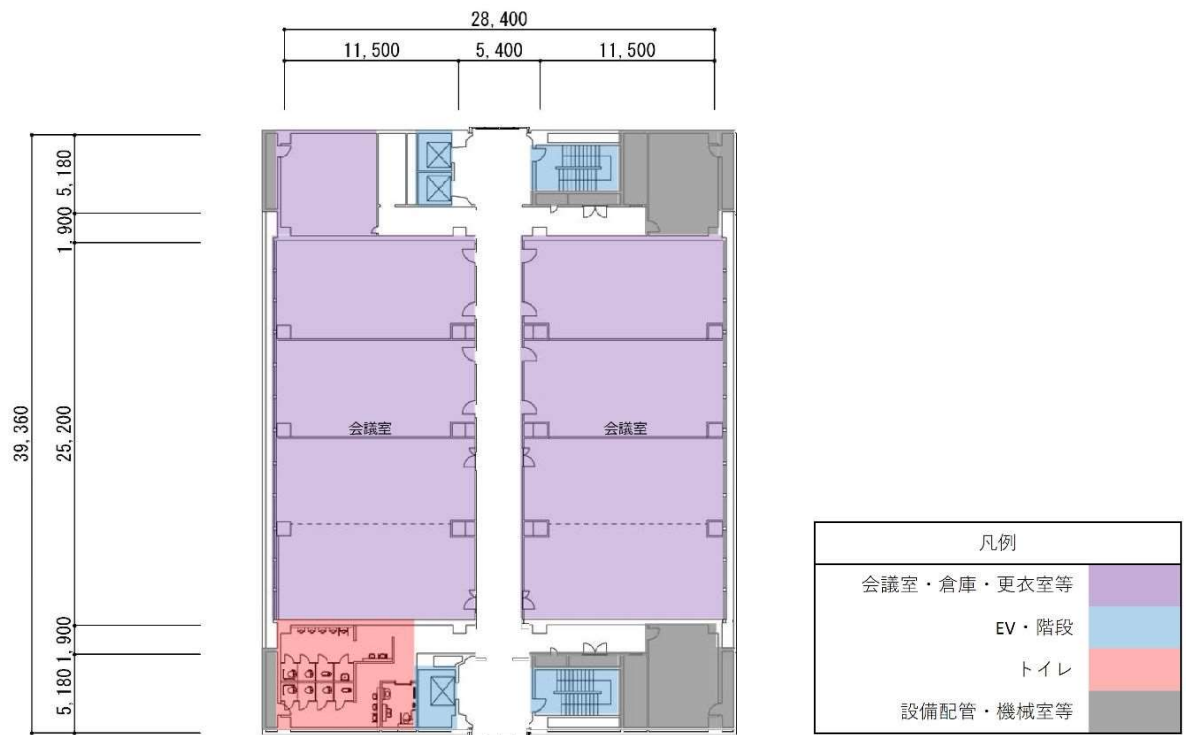 28,400
11,500
5,400
11,500
5,180
1,900
39,360
25,200
1,900
5,180
会議室
会議室
凡例
会議室・倉庫・更衣室等
EV・階段
トイレ
設備配管・機械室等